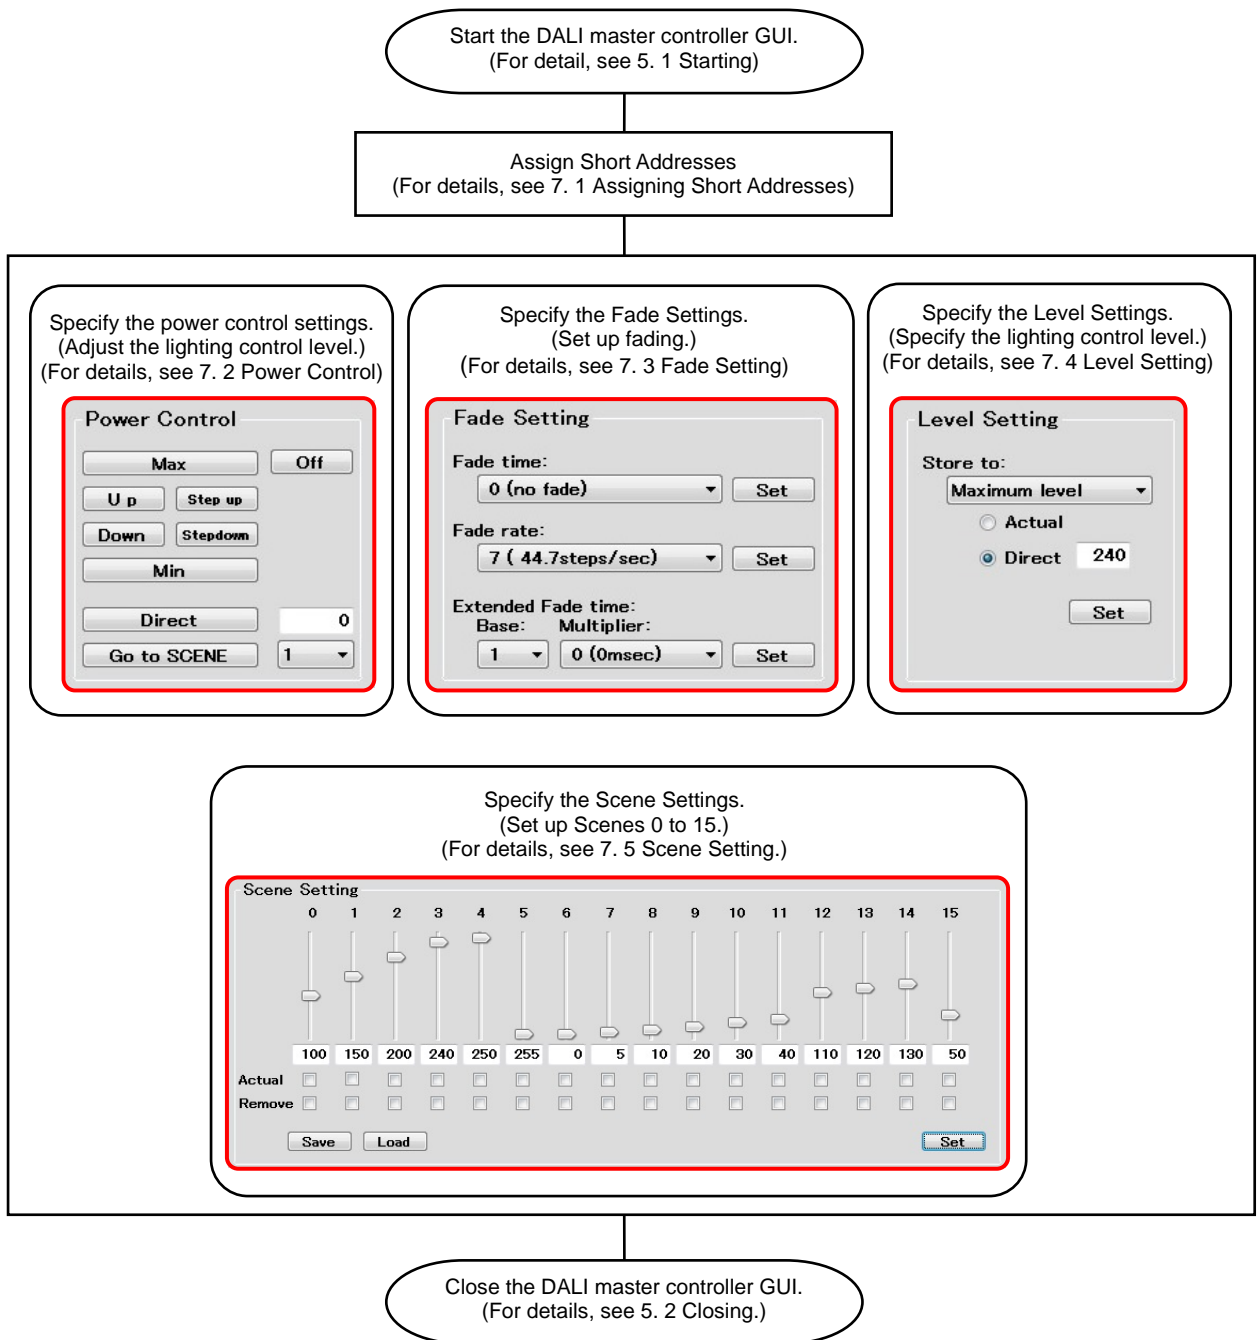 Start the DALI master controller GUI.
(For detail, see 5. 1 Starting)
Assign Short Addresses
(For details, see 7. 1 Assigning Short Addresses)
Specify the power control settings.
(Adjust the lighting control level.)
(For details, see 7. 2 Power Control)
Power Control
Max Off
U p Step up
Down Stepdown
Min
Direct 0
Go to SCENE 1
Specify the Fade Settings.
(Set up fading.)
(For details, see 7. 3 Fade Setting)
Fade Setting
Fade time:
0 (no fade) Set
Fade rate:
7 ( 44.7steps/sec) Set
Extended Fade time:
Base: Multiplier:
1 0 (0msec) Set
Specify the Level Settings.
(Specify the lighting control level.)
(For details, see 7. 4 Level Setting)
Level Setting
Store to:
Maximum level
Actual
Direct 240
Set
Specify the Scene Settings.
(Set up Scenes 0 to 15.)
(For details, see 7. 5 Scene Setting.)
Scene Setting
0 1 2 3 4 5 6 7 8 9 10 11 12 13 14 15
100 150 200 240 250 255 0 5 10 20 30 40 110 120 130 50
Actual
Remove
Save Load Set
Close the DALI master controller GUI.
(For details, see 5. 2 Closing.)